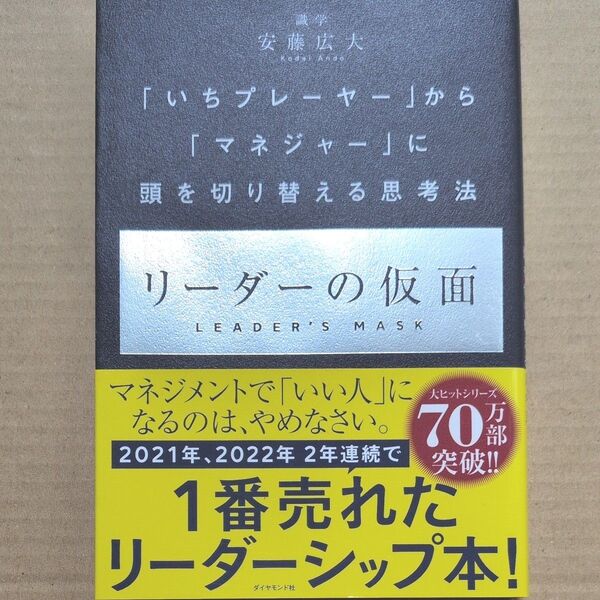 識学
安藤広大
Kodai Ando
「いちプレーヤー」から
「マネジャー」に
頭を切り替える思考法
リーダーの仮面
LEADER'S MASK
マネジメントで「いい人」に
なるのは、やめなさい。
大ヒットシリーズ
70万部
突破!!
2021年、2022年 2年連続で
1番売れた
リーダーシップ本!
ダイヤモンド社